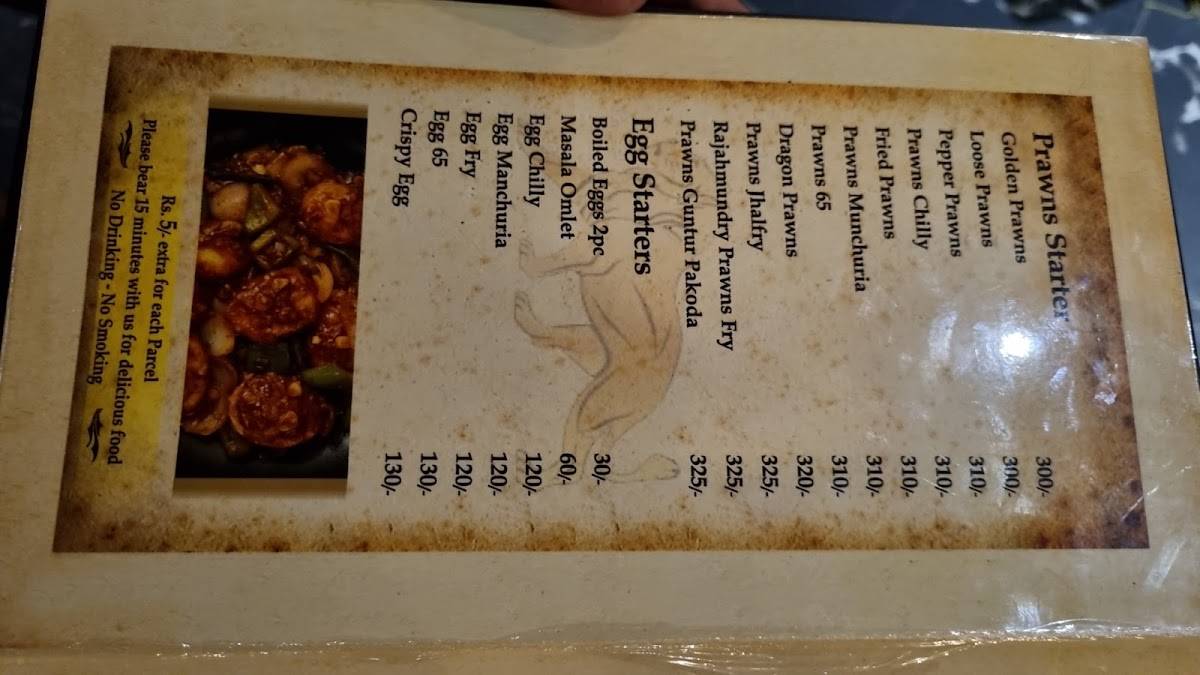 Prawns Starter
Golden Prawns 300/-
Loose Prawns 300/-
Pepper Prawns 310/-
Prawns Chilly 310/-
Fried Prawns 310/-
Prawns Munchuria 310/-
Prawns 65 310/-
Dragon Prawns 320/-
Prawns Jhalfry 325/-
Rajahmundry Prawns Fry 325/-
Prawns Guntur Pakoda 325/-
Egg Starters
Boiled Eggs 2pc 30/-
Masala Omlet 60/-
Egg Chilly 120/-
Egg Manchuria 120/-
Egg Fry 120/-
Egg 65 130/-
Crispy Egg 130/-
Rs. 5/- extra for each Parcel
Please bear 15 minutes with us for delicious food
No Drinking - No Smoking